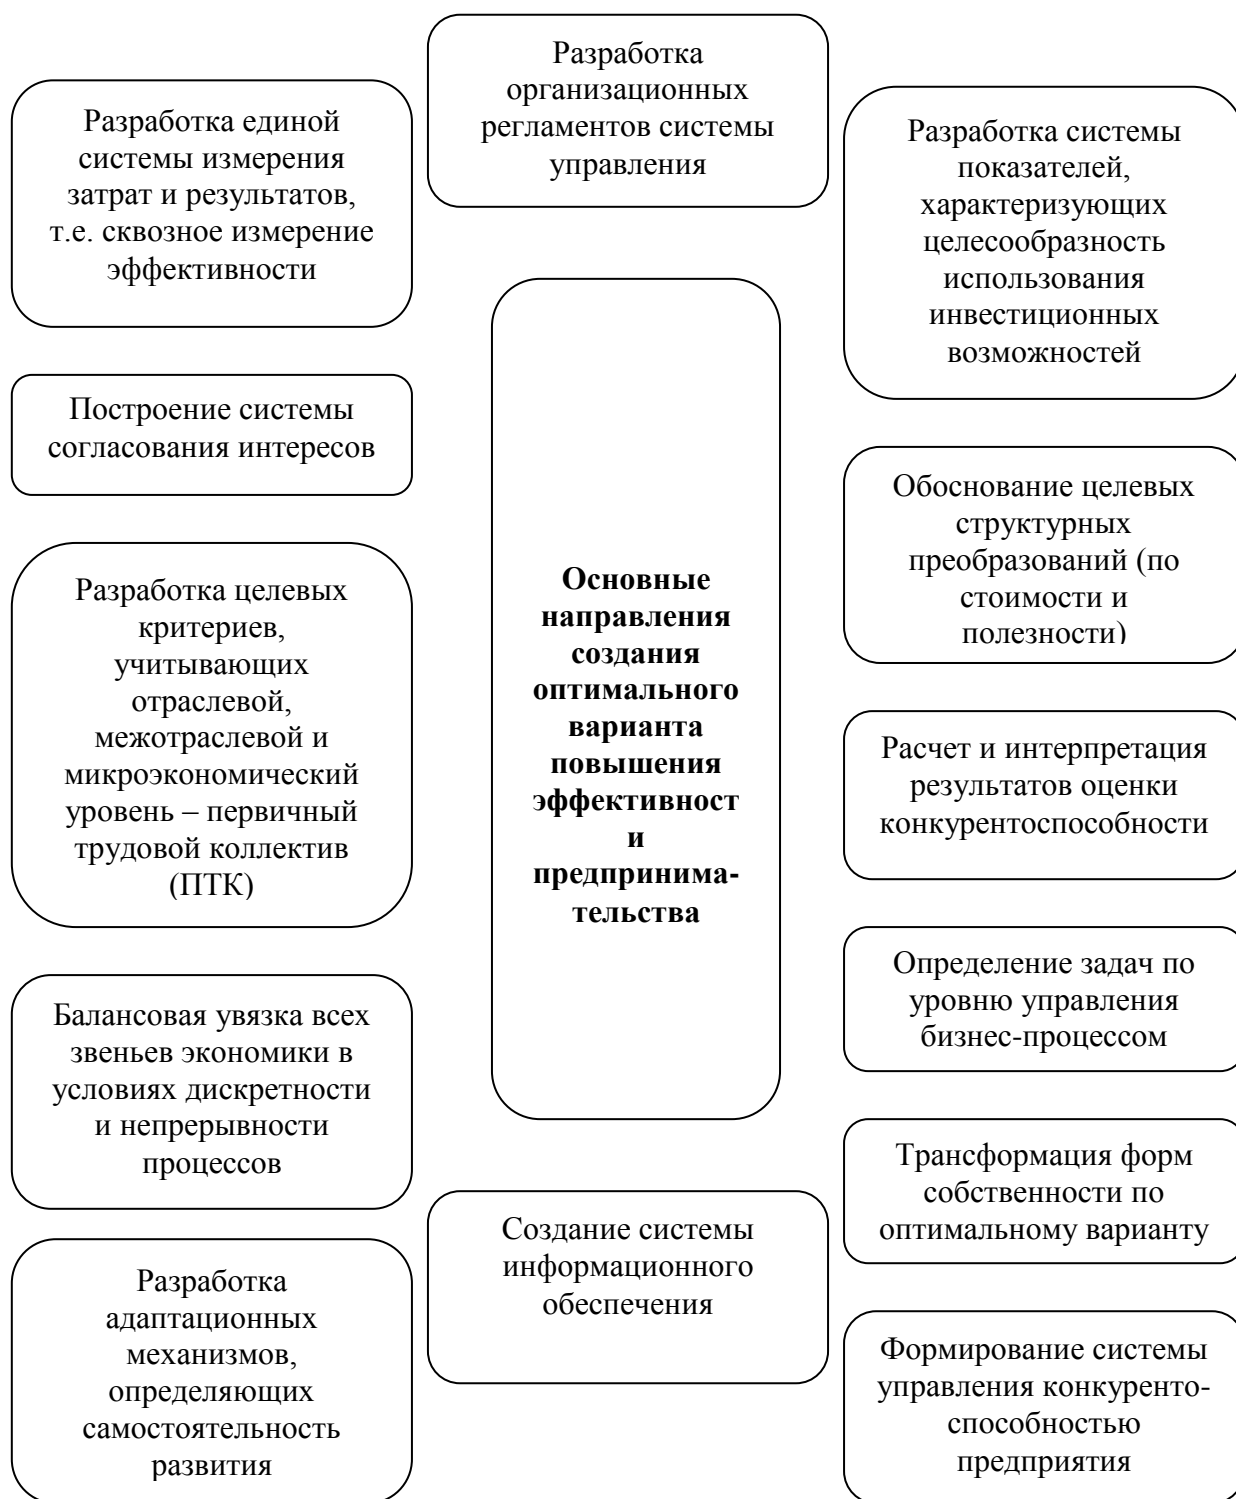 Разработка
организационных
регламентов системы
управления
Разработка единой
системы измерения
затрат и результатов,
т.е. сквозное измерение
эффективности
Построение системы
согласования интересов
Разработка целевых
критериев,
учитывающих
отраслевой,
межотраслевой и
микроэкономический
уровень – первичный
трудовой коллектив
(ПТК)
Балансовая увязка всех
звеньев экономики в
условиях дискретности
и непрерывности
процессов
Разработка
адаптационных
механизмов,
определяющих
самостоятельность
развития
Основные
направления
создания
оптимального
варианта
повышения
эффективност
и
предпринима-
тельства
Создание системы
информационного
обеспечения
Разработка системы
показателей,
характеризующих
целесообразность
использования
инвестиционных
возможностей
Обоснование целевых
структурных
преобразований (по
стоимости и
полезности)
Расчет и интерпретация
результатов оценки
конкурентоспособности
Определение задач по
уровню управления
бизнес-процессом
Трансформация форм
собственности по
оптимальному варианту
Формирование системы
управления конкуренто-
способностью
предприятия